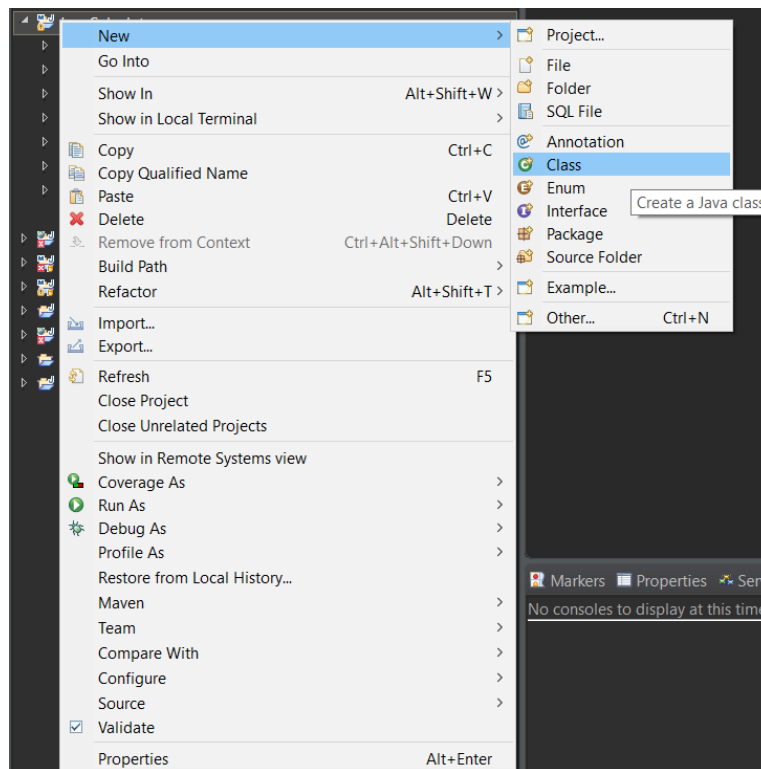 New
Go Into
Show In Alt+Shift+W
Show in Local Terminal
Copy Ctrl+C
Copy Qualified Name
Paste Ctrl+V
Delete Delete
Remove from Context Ctrl+Alt+Shift+Down
Build Path
Refactor Alt+Shift+T
Import...
Export...
Refresh F5
Close Project
Close Unrelated Projects
Show in Remote Systems view
Coverage As
Run As
Debug As
Profile As
Restore from Local History...
Maven
Team
Compare With
Configure
Source
Validate
Properties Alt+Enter
Project...
File
Folder
SQL File
Annotation
Class
Enum
Interface
Create a Java class
Package
Source Folder
Example...
Other... Ctrl+N
Markers Properties Ser
No consoles to display at this time